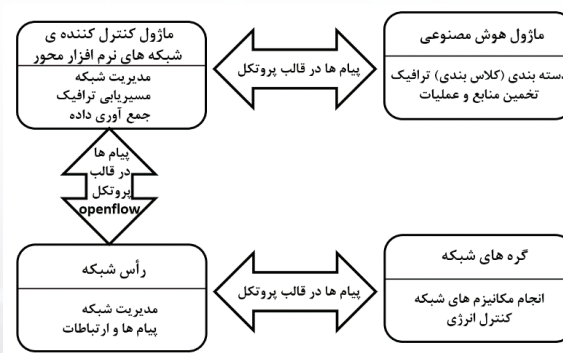 ماژول کنترل کننده ی
شبکه های نرم افزار محور
مدیریت شبکه
مسیریابی ترافیک
جمع آوری داده
پیام ها در قالب پروتکل
ماژول هوش مصنوعی
دسته بندی (کلاس بندی) ترافیک
تخمین منابع و عملیات
پیام ها
در قالب
پروتکل
openflow
رأس شبکه
مدیریت شبکه
پیام ها و ارتباطات
پیام ها در قالب پروتکل
گره های شبکه
انجام مکانیزم های شبکه
کنترل انرژی